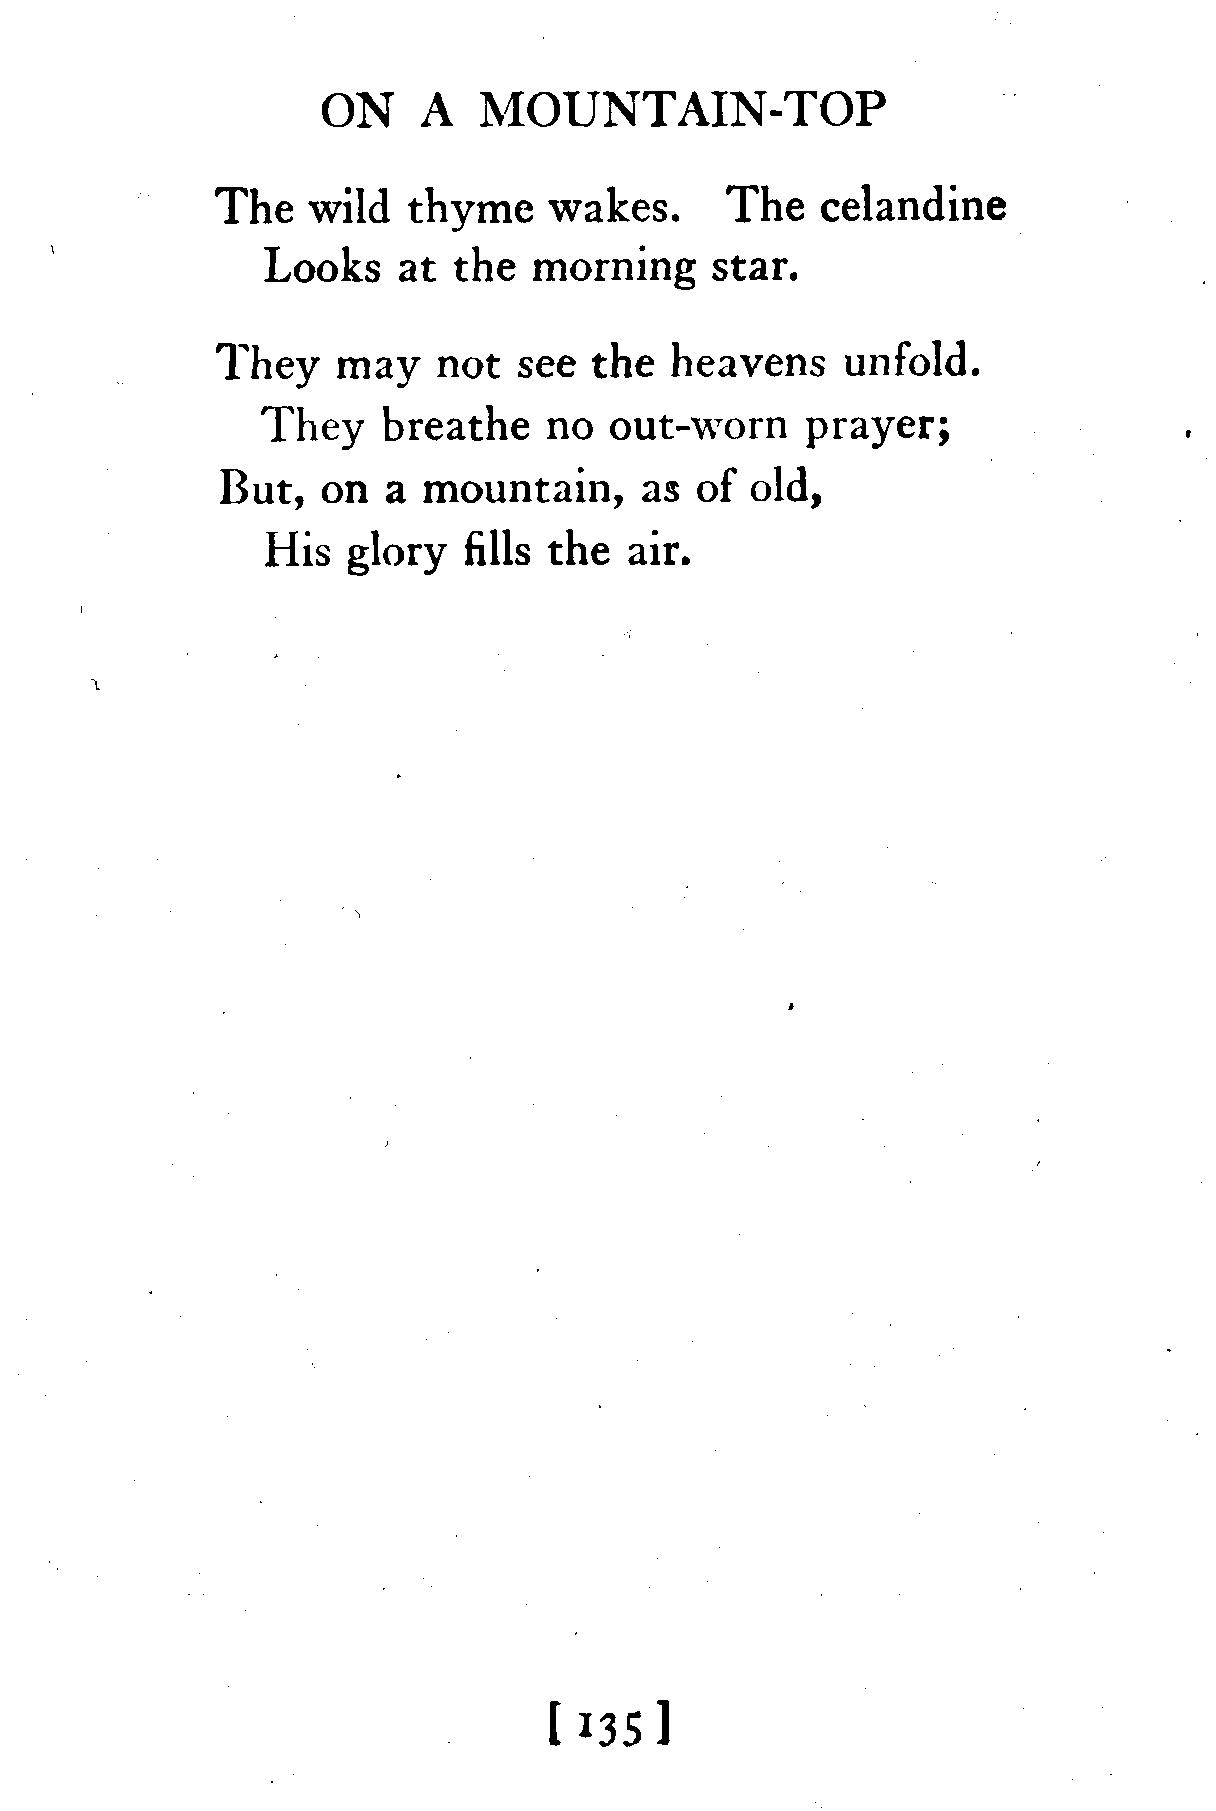 ON A MOUNTAIN-TOP
The wild thyme wakes. The celandine
Looks at the morning star.
They may not see the heavens unfold.
They breathe no out-worn prayer;
But, on a mountain, as of old,
His glory fills the air.
[ 135 ]